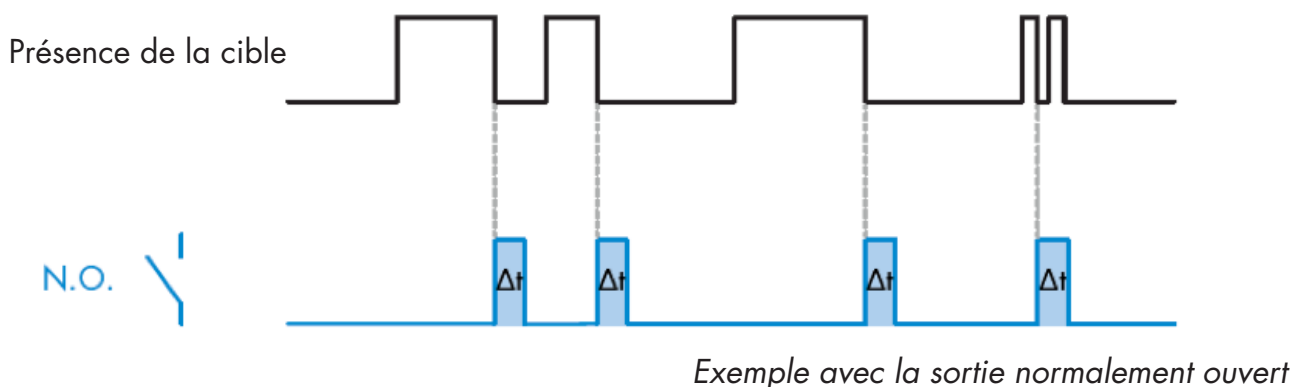 Présence de la cible
N.O.
Δt
Δt
Δt
Δt
Exemple avec la sortie normalement ouvert